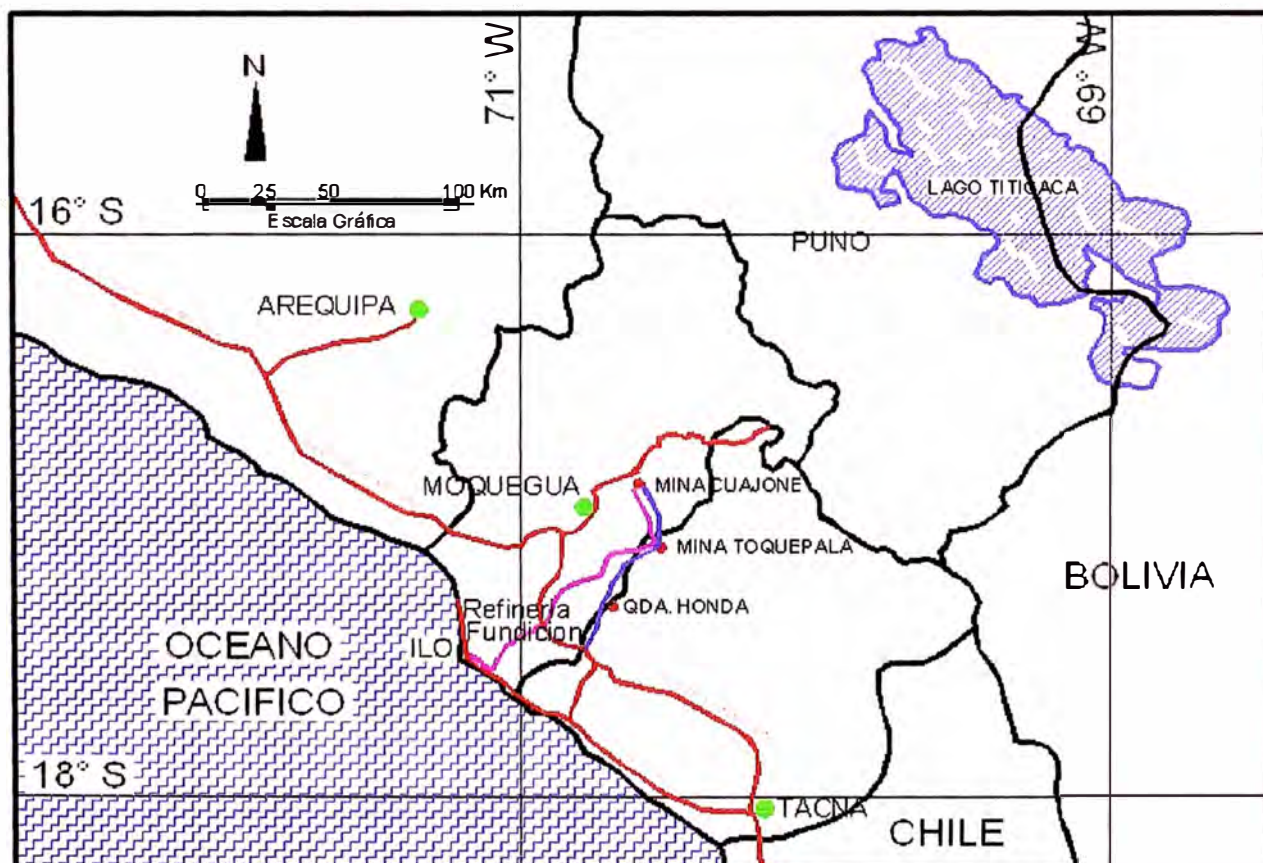 N
71° W
69° W
0 25 50 100 Km
Escala Gráfica
16° S
LAGO TITICACA
PUNO
AREQUIPA
MOQUEGUA
MINA CUAJONE
MINA TOQUEPALA
BOLIVIA
QDA. HONDA
Refinería
Fundicion
ILO
OCEANO
PACIFICO
18° S
TACNA
CHILE